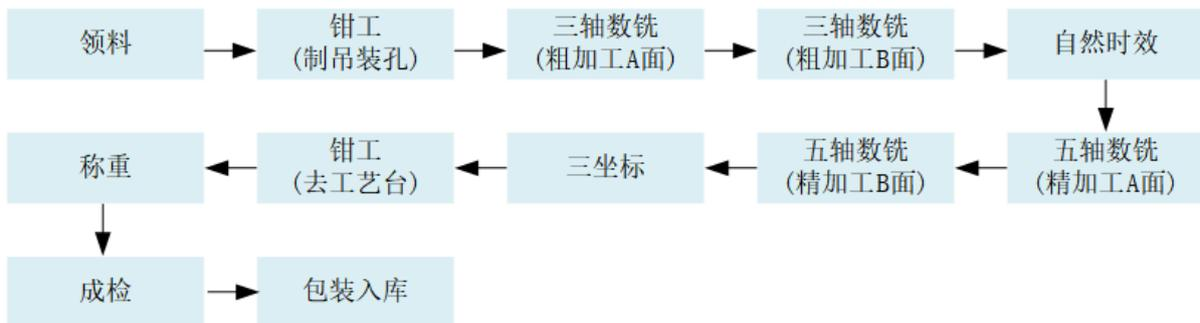 领料
钳工
(制吊装孔)
三轴数铣
(粗加工A面)
三轴数铣
(粗加工B面)
自然时效
五轴数铣
(精加工A面)
五轴数铣
(精加工B面)
三坐标
钳工
(去工艺台)
称重
成检
包装入库